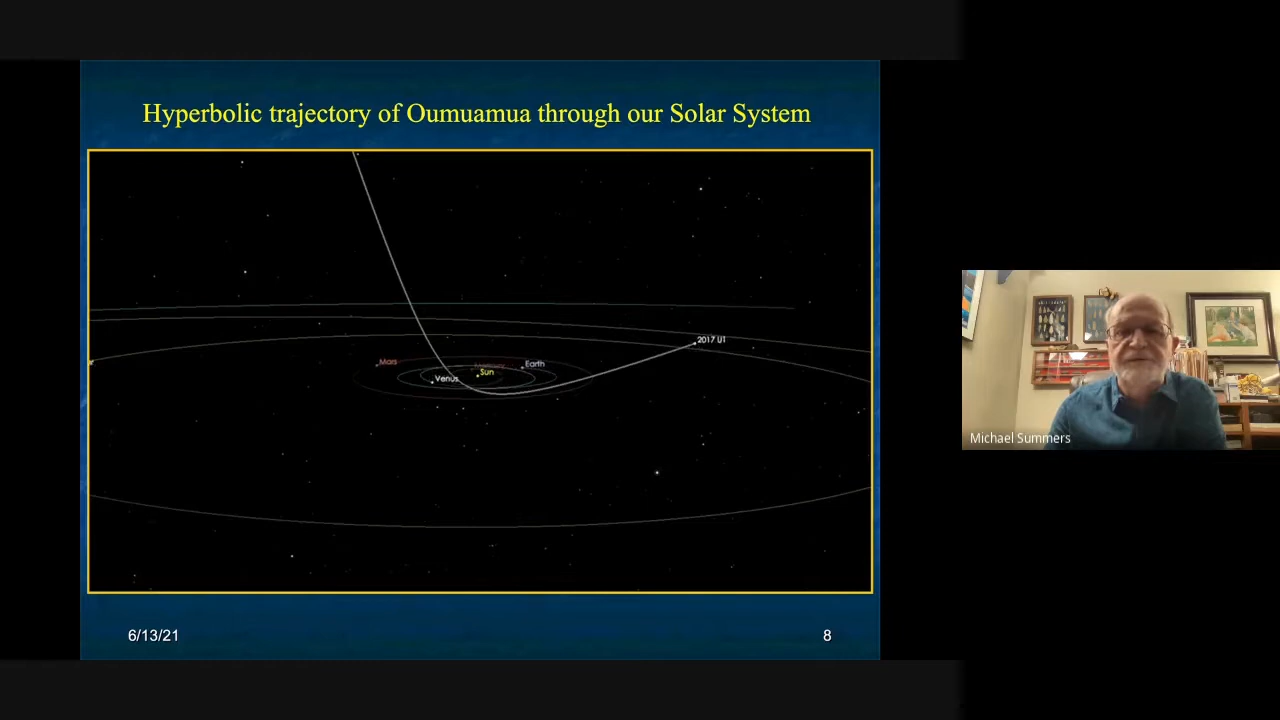 Hyperbolic trajectory of Oumuamua through our Solar System
2017 U1
Mars
Mercury
Earth
Sun
Venus
Michael Summers
6/13/21
8